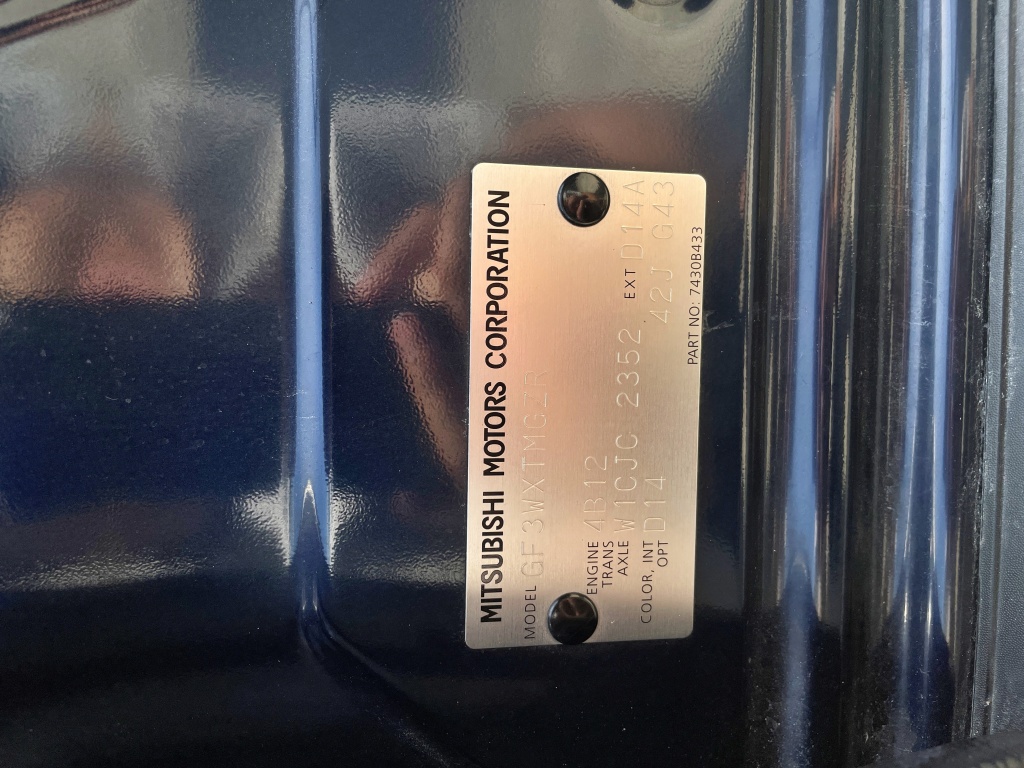 MITSUBISHI MOTORS CORPORATION
MODEL GF3WXTMGZR
ENGINE 4B12
TRANS
AXLE W1CJC 2352 EXT D14A
COLOR, INT
OPT D14 42J G43
PART NO: 7430B433